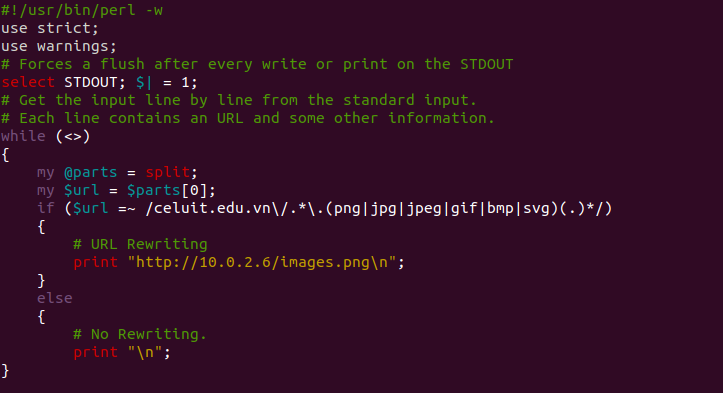 #!/usr/bin/perl -w
use strict;
use warnings;
# Forces a flush after every write or print on the STDOUT
select STDOUT; $| = 1;
# Get the input line by line from the standard input.
# Each line contains an URL and some other information.
while (<>)
{
    my @parts = split;
    my $url = $parts[0];
    if ($url =~ /celuit.edu.vn\/.*\.(png|jpg|jpeg|gif|bmp|svg)(.)*/)
    {
        # URL Rewriting
        print "http://10.0.2.6/images.png\n";
    }
    else
    {
        # No Rewriting.
        print "\n";
    }
}